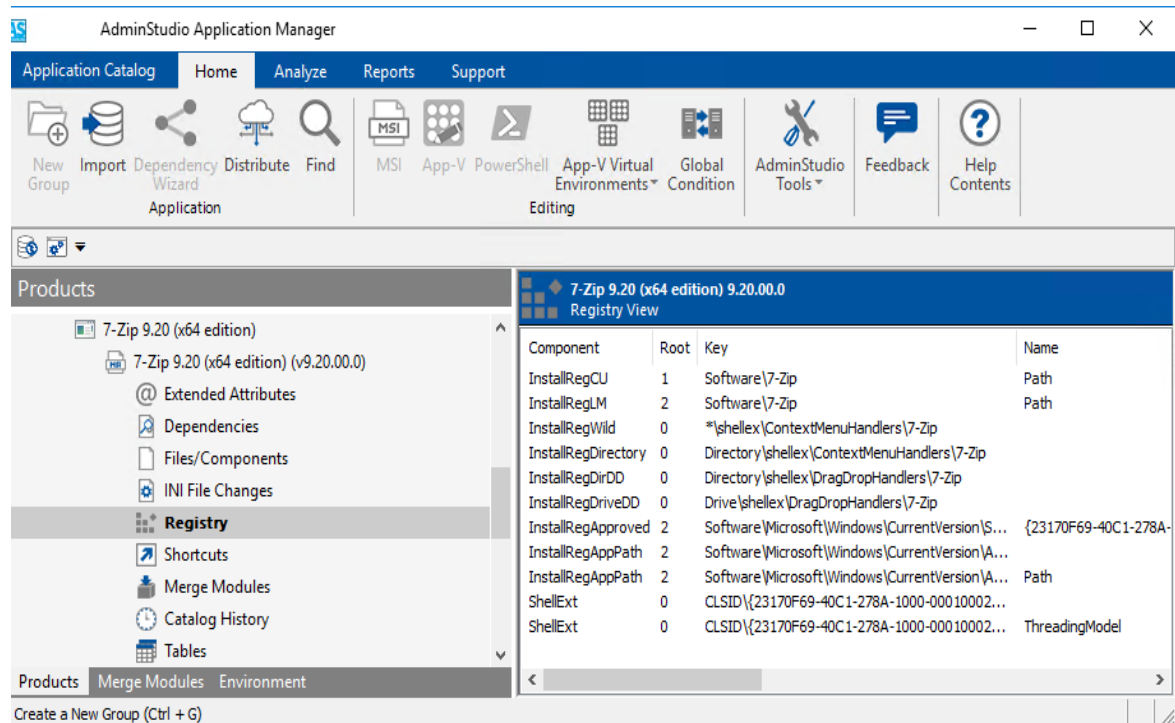 AS AdminStudio Application Manager
Application Catalog Home Analyze Reports Support
New Group Import Dependency Wizard Distribute Find MSI MSI App-V PowerShell App-V Virtual Environments Global Condition AdminStudio Tools Feedback Help Contents
Application Editing
Products
7-Zip 9.20 (x64 edition)
7-Zip 9.20 (x64 edition) (v9.20.00.0)
Extended Attributes
Dependencies
Files/Components
INI File Changes
Registry
Shortcuts
Merge Modules
Catalog History
Tables
Products Merge Modules Environment
7-Zip 9.20 (x64 edition) 9.20.00.0
Registry View
Component Root Key Name
InstallRegCU 1 Software\7-Zip Path
InstallRegLM 2 Software\7-Zip Path
InstallRegWild 0 *\shellex\ContextMenuHandlers\7-Zip
InstallRegDirectory 0 Directory\shellex\ContextMenuHandlers\7-Zip
InstallRegDirDD 0 Directory\shellex\DragDropHandlers\7-Zip
InstallRegDriveDD 0 Drive\shellex\DragDropHandlers\7-Zip
InstallRegApproved 2 Software\Microsoft\Windows\CurrentVersion\S... {23170F69-40C1-278A-
InstallRegAppPath 2 Software\Microsoft\Windows\CurrentVersion\A...
InstallRegAppPath 2 Software\Microsoft\Windows\CurrentVersion\A... Path
ShellExt 0 CLSID\{23170F69-40C1-278A-1000-00010002...
ShellExt 0 CLSID\{23170F69-40C1-278A-1000-00010002... ThreadingModel
Create a New Group (Ctrl + G)